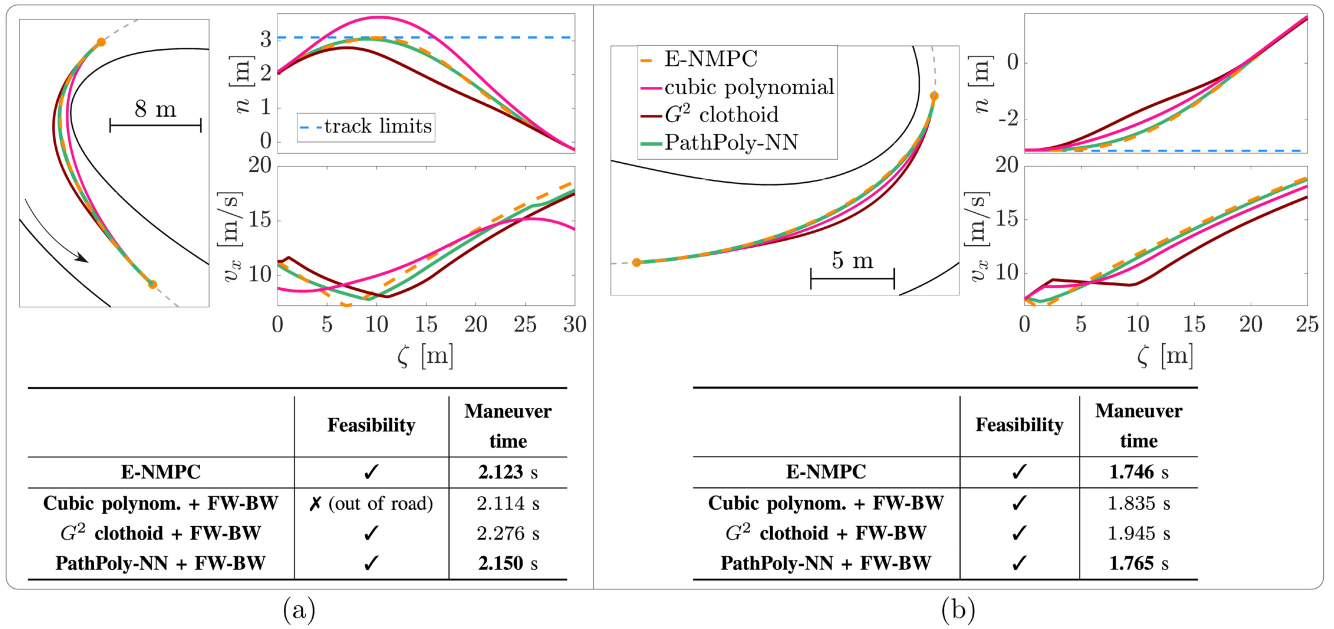 8 m
n [m]
3
2
1
0
track limits
v_x [m/s]
20
15
10
0 5 10 15 20 25 30
ζ [m]
Feasibility
Maneuver
time
E-NMPC ✓ 2.123 s
Cubic polynom. + FW-BW ✗ (out of road) 2.114 s
G² clothoid + FW-BW ✓ 2.276 s
PathPoly-NN + FW-BW ✓ 2.150 s
(a)
E-NMPC
cubic polynomial
G² clothoid
PathPoly-NN
5 m
n [m]
0
-2
v_x [m/s]
20
15
10
0 5 10 15 20 25
ζ [m]
Feasibility
Maneuver
time
E-NMPC ✓ 1.746 s
Cubic polynom. + FW-BW ✓ 1.835 s
G² clothoid + FW-BW ✓ 1.945 s
PathPoly-NN + FW-BW ✓ 1.765 s
(b)